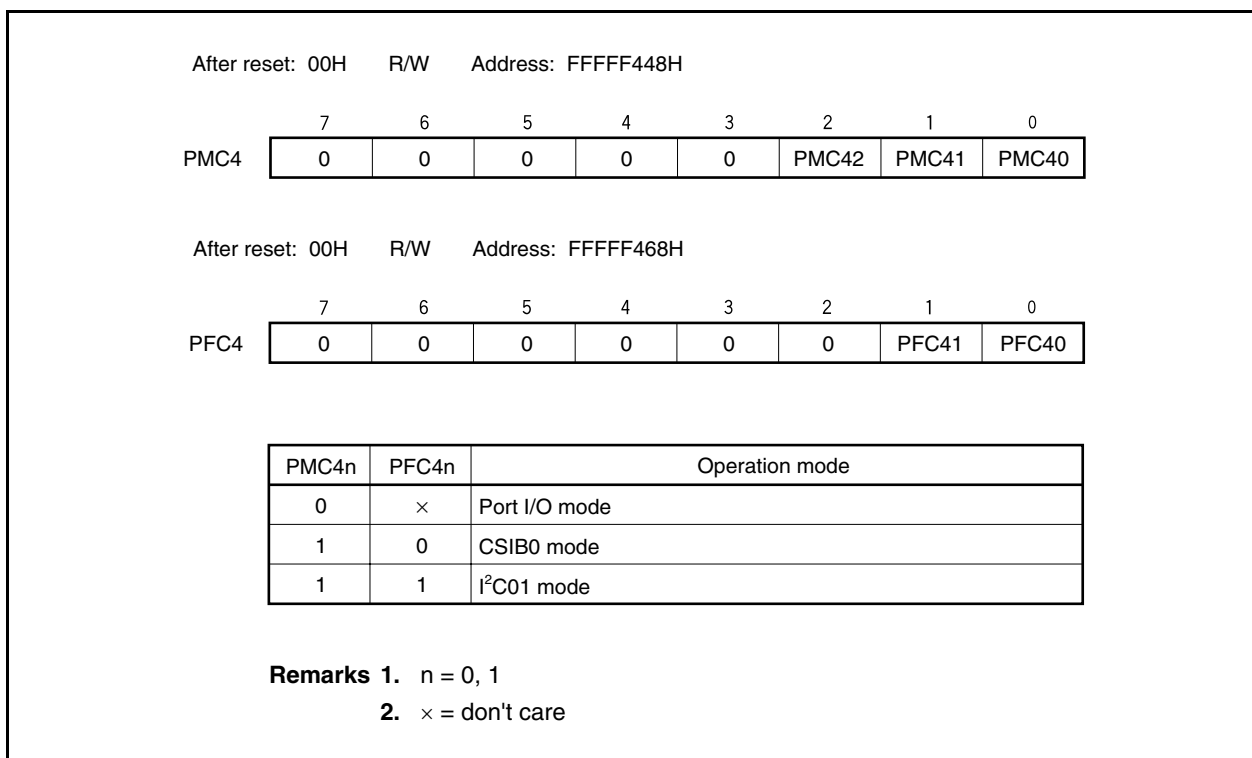 After reset: 00H R/W Address: FFFFF448H
7 6 5 4 3 2 1 0
PMC4 0 0 0 0 0 PMC42 PMC41 PMC40
After reset: 00H R/W Address: FFFFF468H
7 6 5 4 3 2 1 0
PFC4 0 0 0 0 0 0 PFC41 PFC40
PMC4n PFC4n Operation mode
0 × Port I/O mode
1 0 CSIB0 mode
1 1 I²C01 mode
Remarks 1. n = 0, 1
2. × = don't care